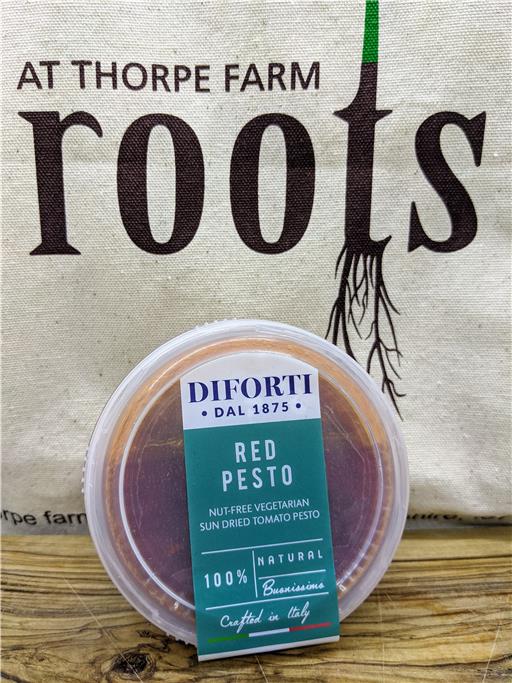 AT THORPE FARM
roots
DIFORTI
• DAL 1875 •
RED
PESTO
NUT-FREE VEGETARIAN
SUN DRIED TOMATO PESTO
100%
NATURAL
Buonissimo
Crafted in Italy
farm